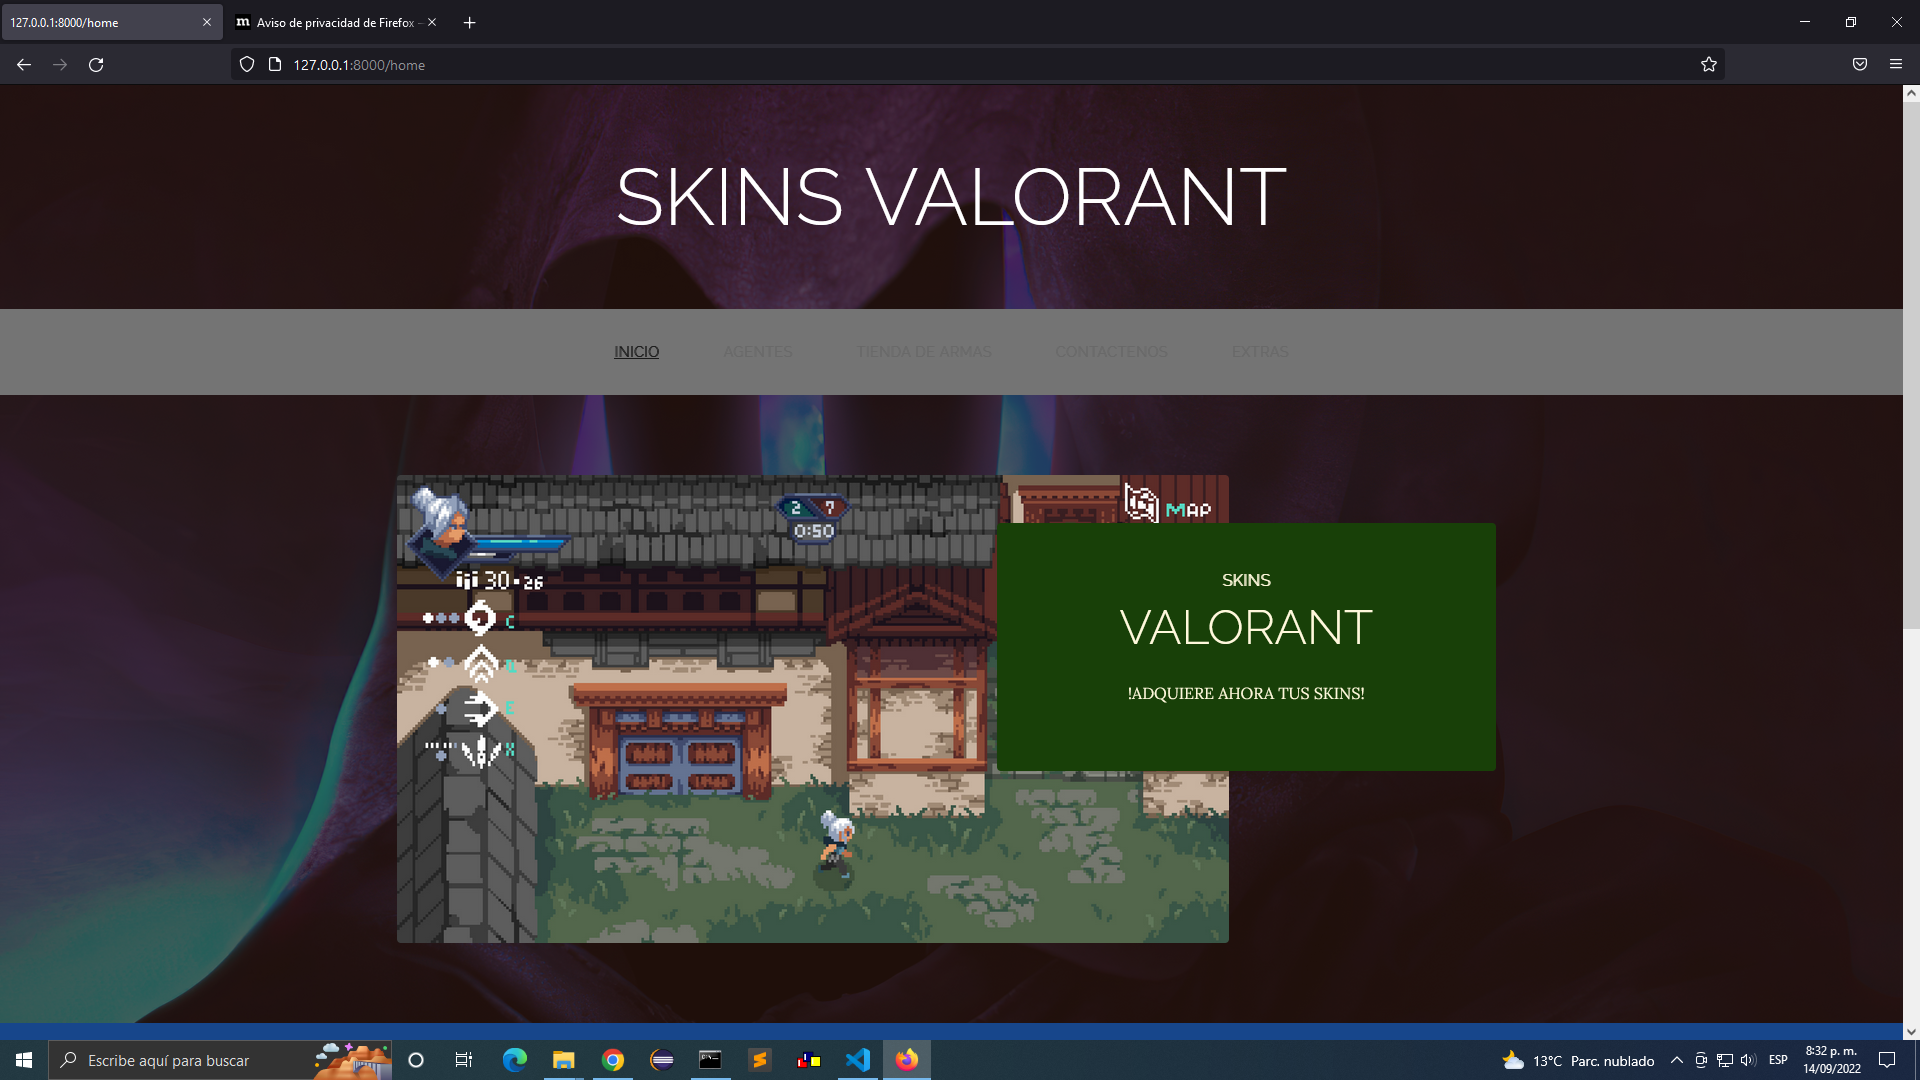 127.0.0.1:8000/home
m Aviso de privacidad de Firefox —
127.0.0.1:8000/home
SKINS VALORANT
INICIO AGENTES TIENDA DE ARMAS CONTACTENOS EXTRAS
2 7
0:50
MAP
30 26
C
Q
E
X
SKINS
VALORANT
!ADQUIERE AHORA TUS SKINS!
Escribe aquí para buscar
13°C Parc. nublado
ESP
8:32 p. m.
14/09/2022